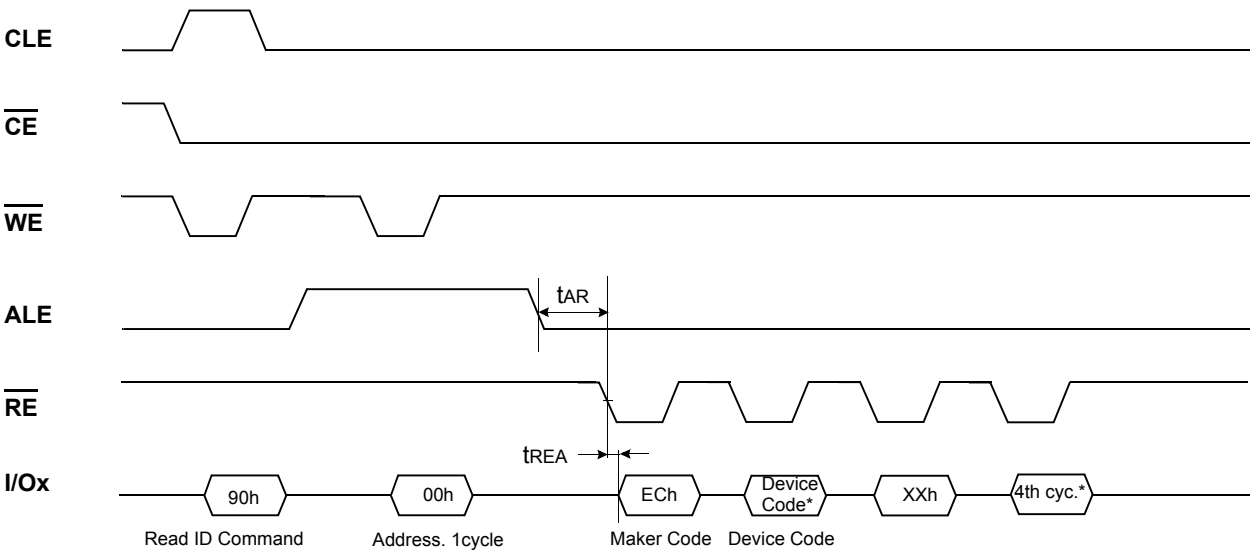 CLE
CE
WE
ALE
tAR
RE
tREA
I/Ox
90h
00h
ECh
Device
Code*
XXh
4th cyc.*
Read ID Command
Address. 1cycle
Maker Code
Device Code